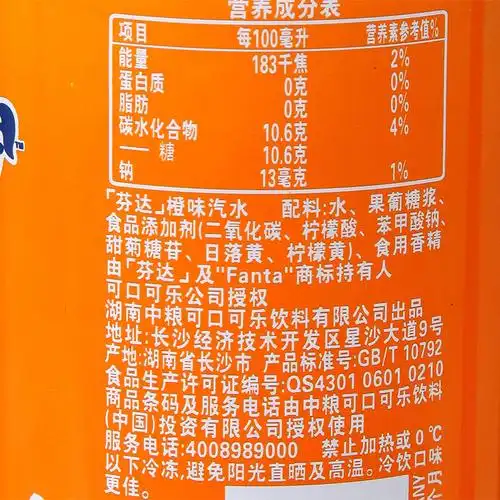 营养成分表
项目 每100毫升 营养素参考值%
能量 183千焦 2%
蛋白质 0克 0%
脂肪 0克 0%
碳水化合物 10.6克 4%
—— 糖 10.6克
钠 13毫克 1%
「芬达」橙味汽水 配料:水、果葡糖浆、
食品添加剂(二氧化碳、柠檬酸、苯甲酸钠、
甜菊糖苷、日落黄、柠檬黄)、食用香精
由「芬达」及"Fanta"商标持有人
可口可乐公司授权
湖南中粮可口可乐饮料有限公司出品
地址:长沙经济技术开发区星沙大道9号
产地:湖南省长沙市 产品标准号:GB/T 10792
食品生产许可证编号:QS4301 0601 0210
商品条码及服务电话由中粮可口可乐饮料
(中国)投资有限公司授权使用
服务电话:4008989000 禁止加热或0℃
以下冷冻,避免阳光直晒及高温。冷饮口味
更佳。